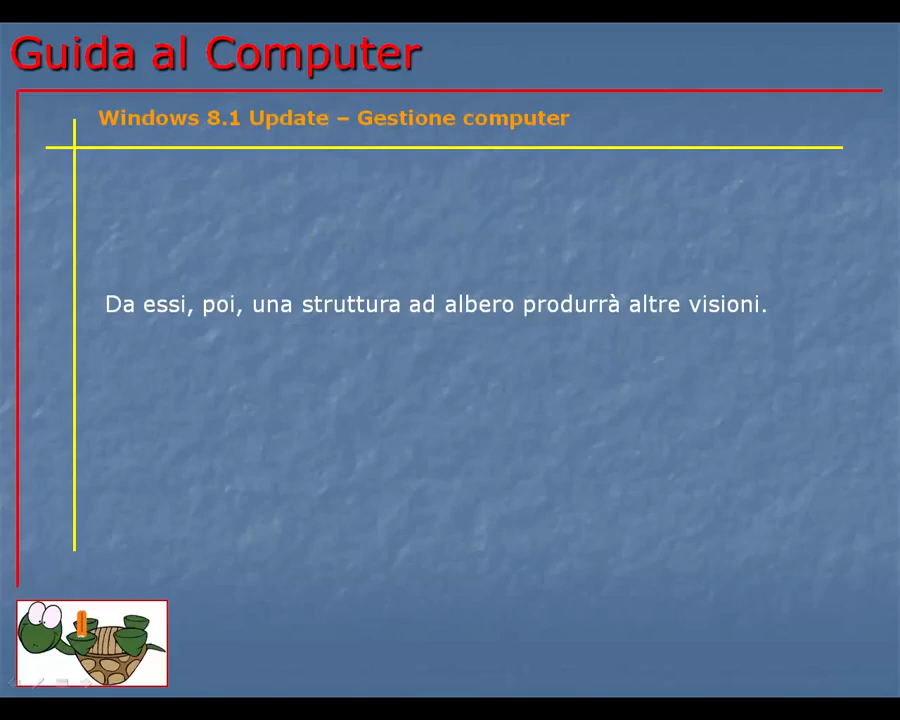 Guida al Computer
Windows 8.1 Update – Gestione computer
Da essi, poi, una struttura ad albero produrrà altre visioni.